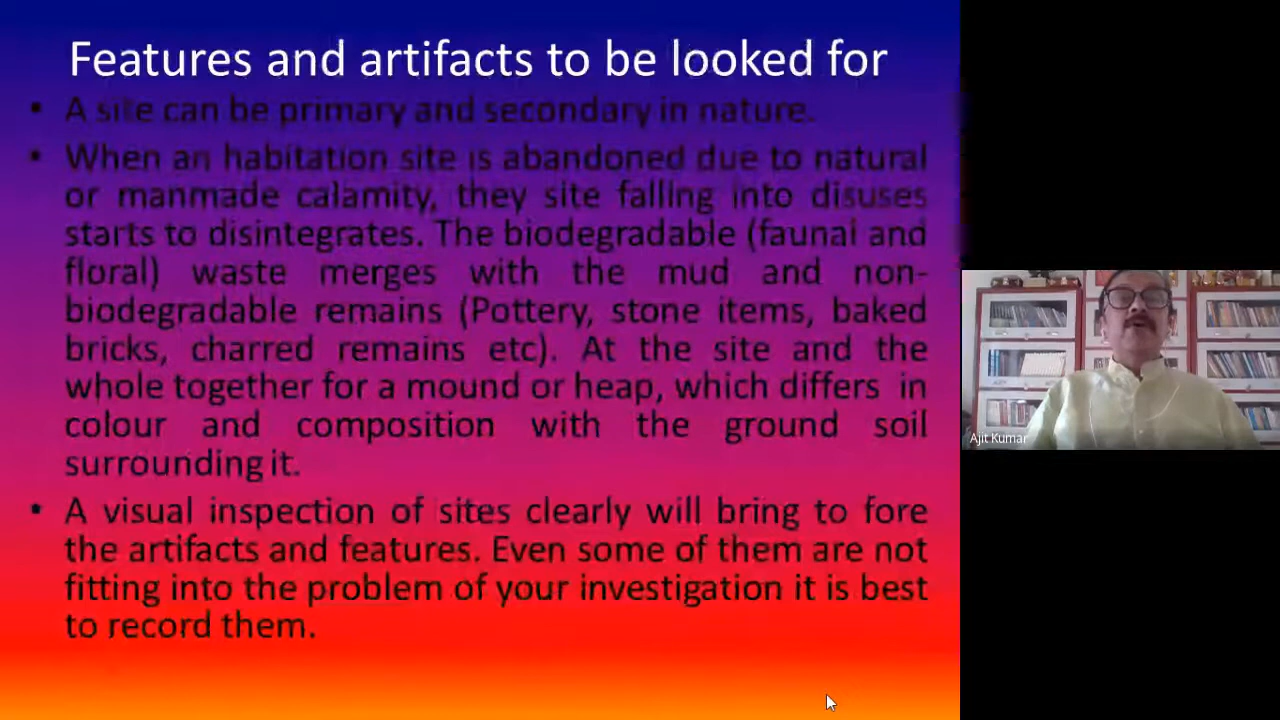 Features and artifacts to be looked for
• A site can be primary and secondary in nature.
• When an habitation site is abandoned due to natural
or manmade calamity, they site falling into disuses
starts to disintegrates. The biodegradable (faunal and
floral) waste merges with the mud and non-
biodegradable remains (Pottery, stone items, baked
bricks, charred remains etc). At the site and the
whole together for a mound or heap, which differs in
colour and composition with the ground soil
surrounding it.
• A visual inspection of sites clearly will bring to fore
the artifacts and features. Even some of them are not
fitting into the problem of your investigation it is best
to record them.
Ajit Kumar